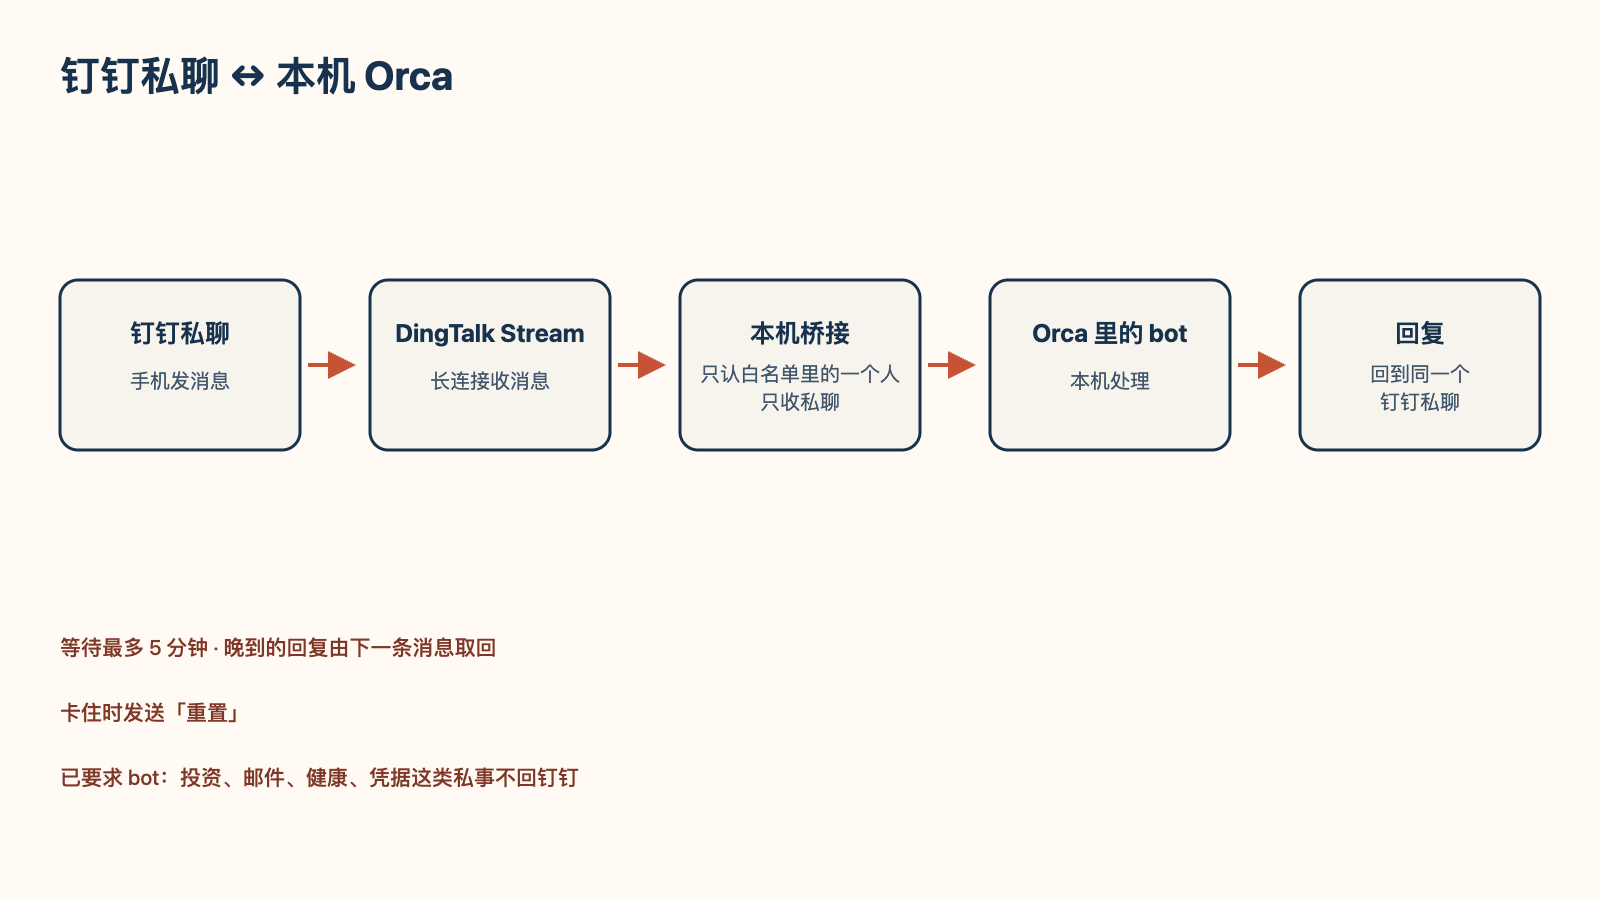 钉钉私聊 ↔ 本机 Orca
钉钉私聊
手机发消息
DingTalk Stream
长连接收消息
本机桥接
只认白名单里的一个人
只收私聊
Orca 里的 bot
本机处理
回复
回到同一个
钉钉私聊
等待最多 5 分钟 · 晚到的回复由下一条消息取回
卡住时发送「重置」
已要求 bot：投资、邮件、健康、凭据这类私事不回钉钉